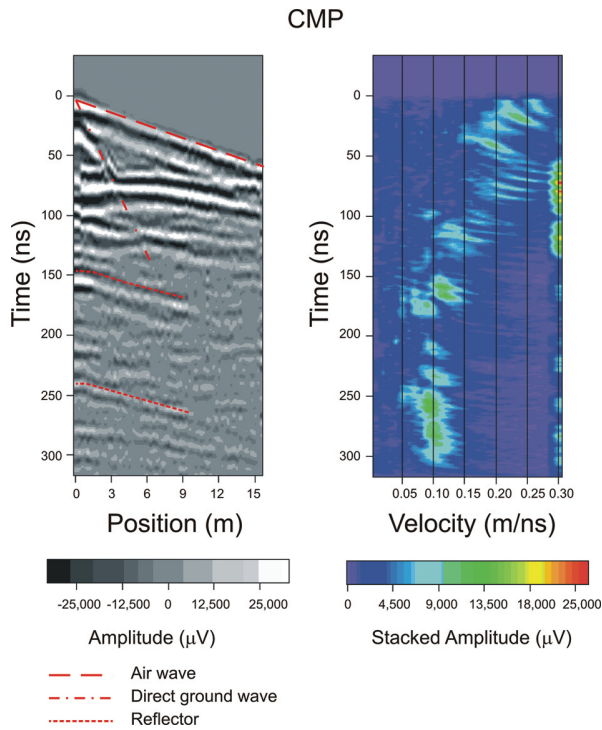 CMP
Time (ns)
0
50
100
150
200
250
300
0 3 6 9 12 15
Position (m)
Time (ns)
0
50
100
150
200
250
300
0.05 0.10 0.15 0.20 0.25 0.30
Velocity (m/ns)
-25,000 -12,500 0 12,500 25,000
Amplitude (µV)
0 4,500 9,000 13,500 18,000 25,000
Stacked Amplitude (µV)
Air wave
Direct ground wave
Reflector